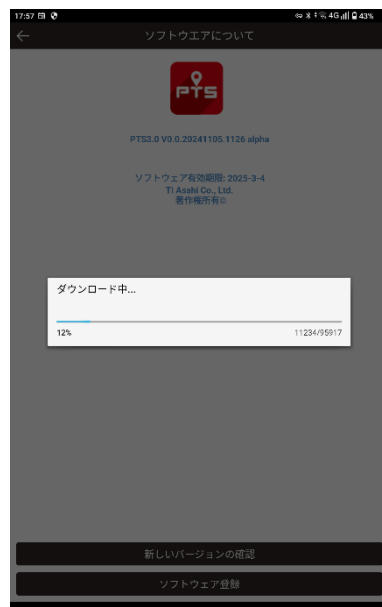 17:57
4G 43%
ソフトウエアについて
PTS
PTS3.0 V0.0.20241105.1126 alpha
ソフトウェア有効期限: 2025-3-4
TI Asahi Co., Ltd.
著作権所有©
ダウンロード中...
12% 11234/95917
新しいバージョンの確認
ソフトウェア登録